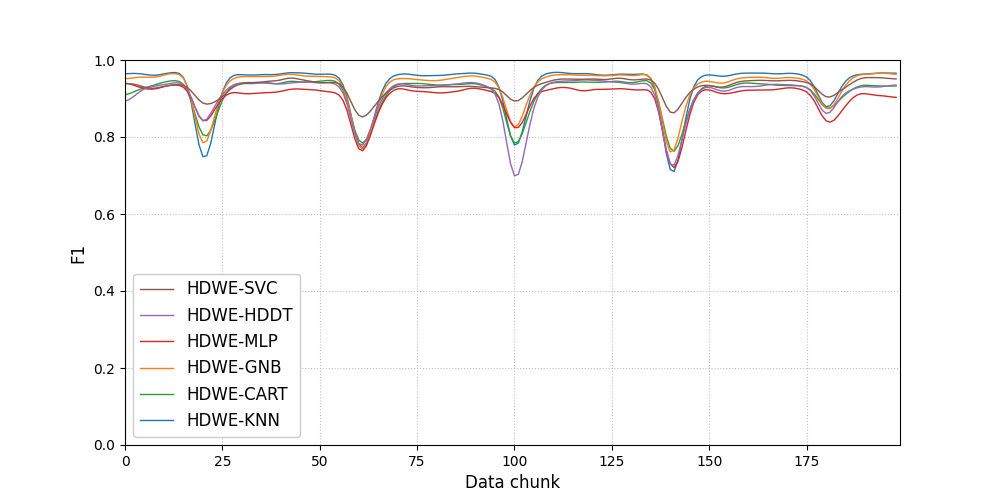 1.0
0.8
0.6
0.4
0.2
0.0
F1
HDWE-SVC
HDWE-HDDT
HDWE-MLP
HDWE-GNB
HDWE-CART
HDWE-KNN
0 25 50 75 100 125 150 175
Data chunk